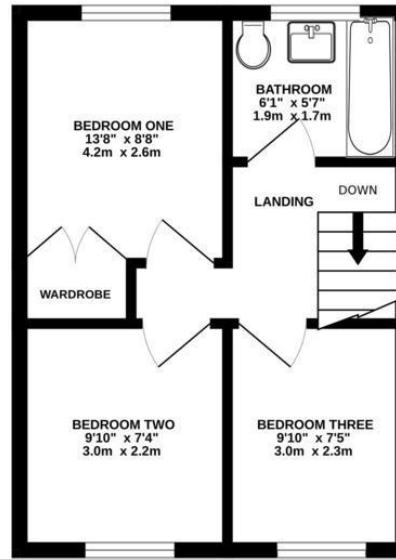 BATHROOM
6'1" x 5'7"
1.9m x 1.7m
BEDROOM ONE
13'8" x 8'8"
4.2m x 2.6m
DOWN
LANDING
WARDROBE
BEDROOM TWO
9'10" x 7'4"
3.0m x 2.2m
BEDROOM THREE
9'10" x 7'5"
3.0m x 2.3m